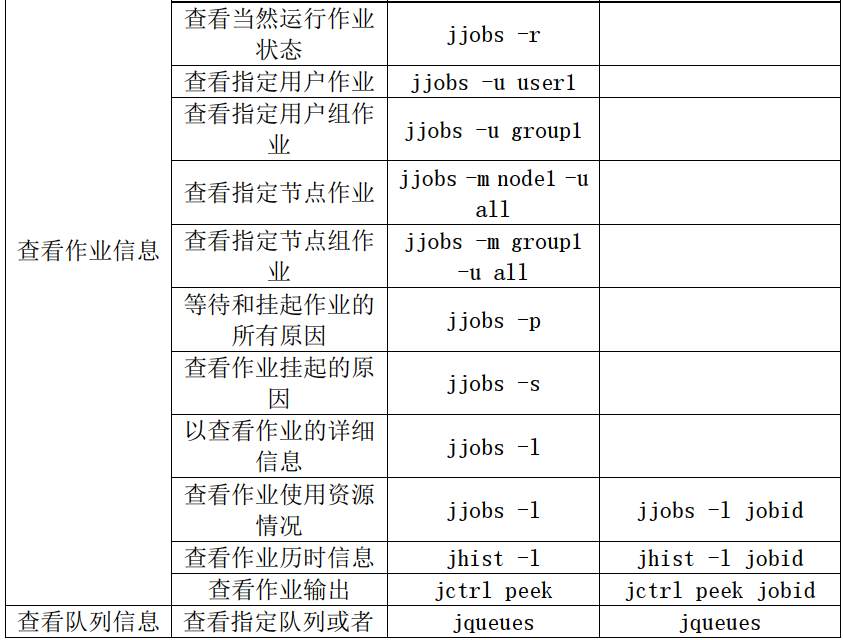 查看作业信息
查看当然运行作业
状态
jjobs -r
查看指定用户作业
jjobs -u user1
查看指定用户组作
业
jjobs -u group1
查看指定节点作业
jjobs -m node1 -u
all
查看指定节点组作
业
jjobs -m group1
-u all
等待和挂起作业的
所有原因
jjobs -p
查看作业挂起的原
因
jjobs -s
以查看作业的详细
信息
jjobs -l
查看作业使用资源
情况
jjobs -l
jjobs -l jobid
查看作业历时信息
jhist -l
jhist -l jobid
查看作业输出
jctrl peek
jctrl peek jobid
查看队列信息
查看指定队列或者
jqueues
jqueues